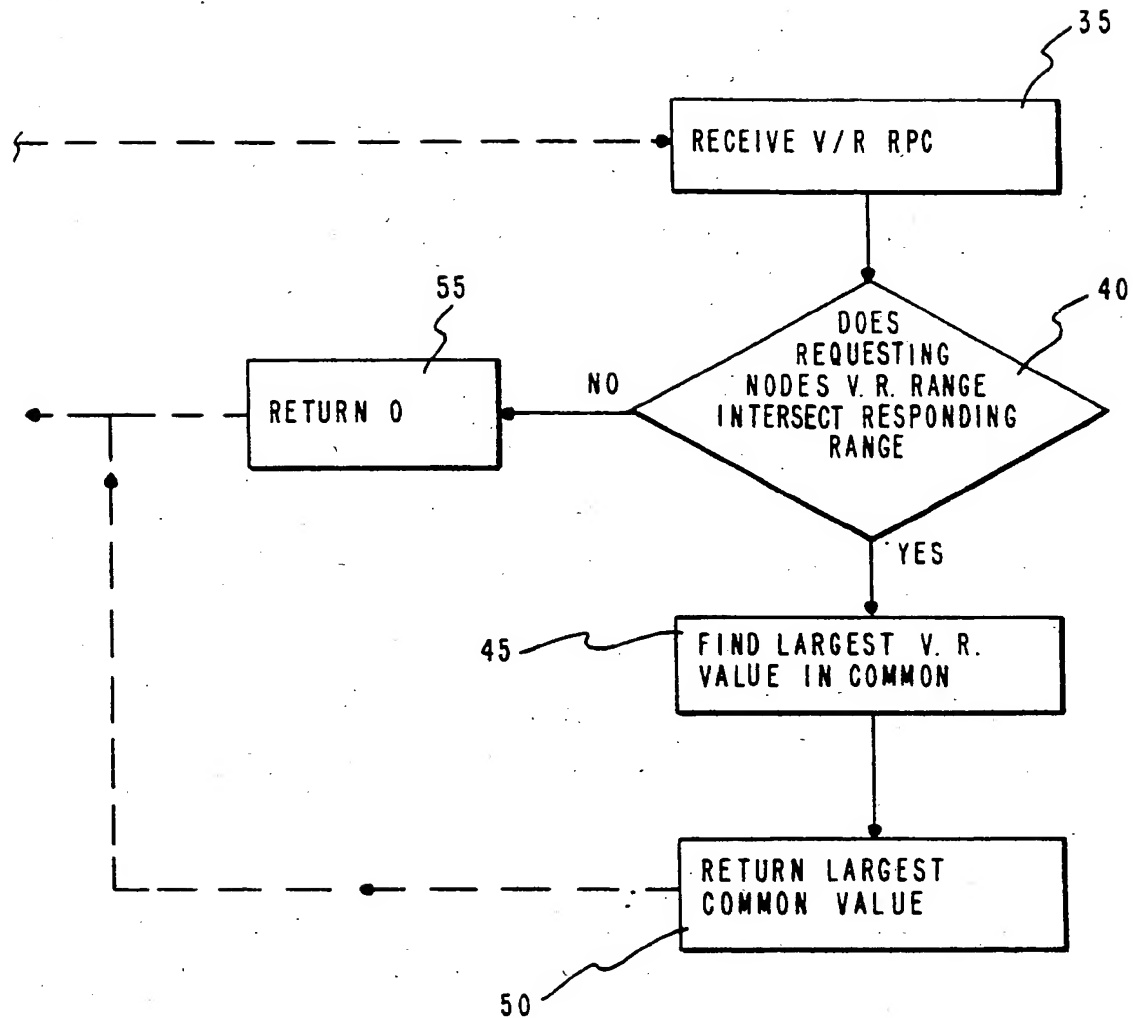 35
RECEIVE V/R RPC
55
40
DOES
REQUESTING
NODES V.R. RANGE
INTERSECT RESPONDING
RANGE
NO
RETURN 0
YES
45
FIND LARGEST V. R.
VALUE IN COMMON
RETURN LARGEST
COMMON VALUE
50